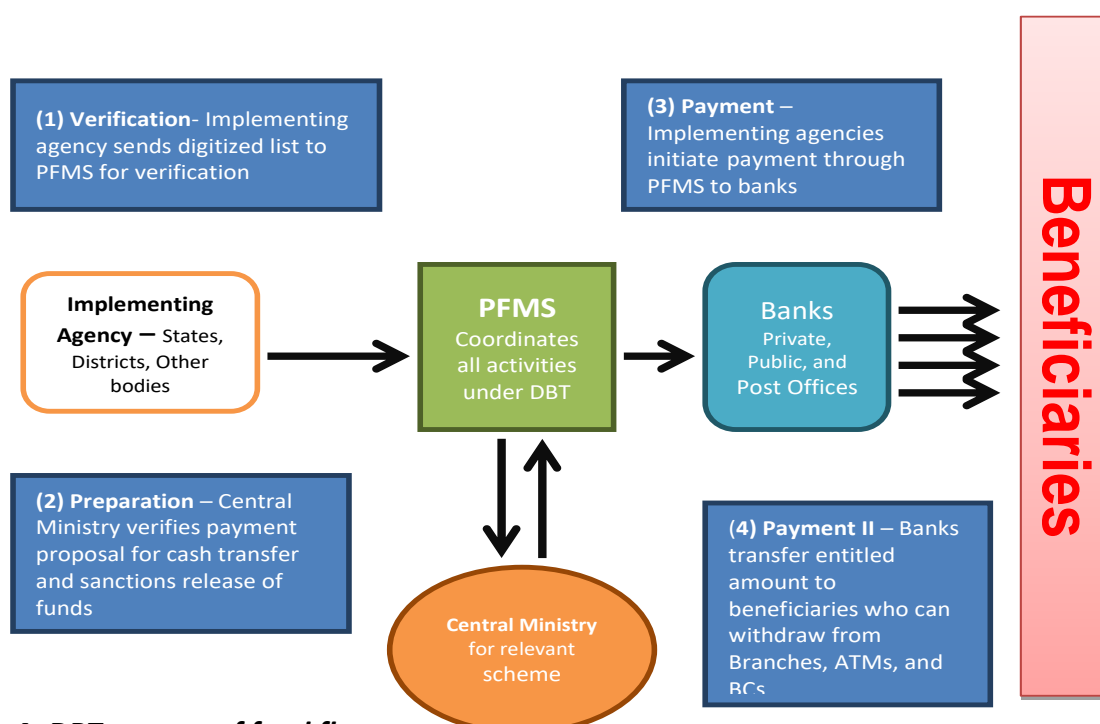 (1) Verification- Implementing
agency sends digitized list to
PFMS for verification
(3) Payment –
Implementing agencies
initiate payment through
PFMS to banks
Implementing
Agency – States,
Districts, Other
bodies
PFMS
Coordinates
all activities
under DBT
Banks
Private,
Public, and
Post Offices
Beneficiaries
(2) Preparation – Central
Ministry verifies payment
proposal for cash transfer
and sanctions release of
funds
Central Ministry
for relevant
scheme
(4) Payment II – Banks
transfer entitled
amount to
beneficiaries who can
withdraw from
Branches, ATMs, and
BCs